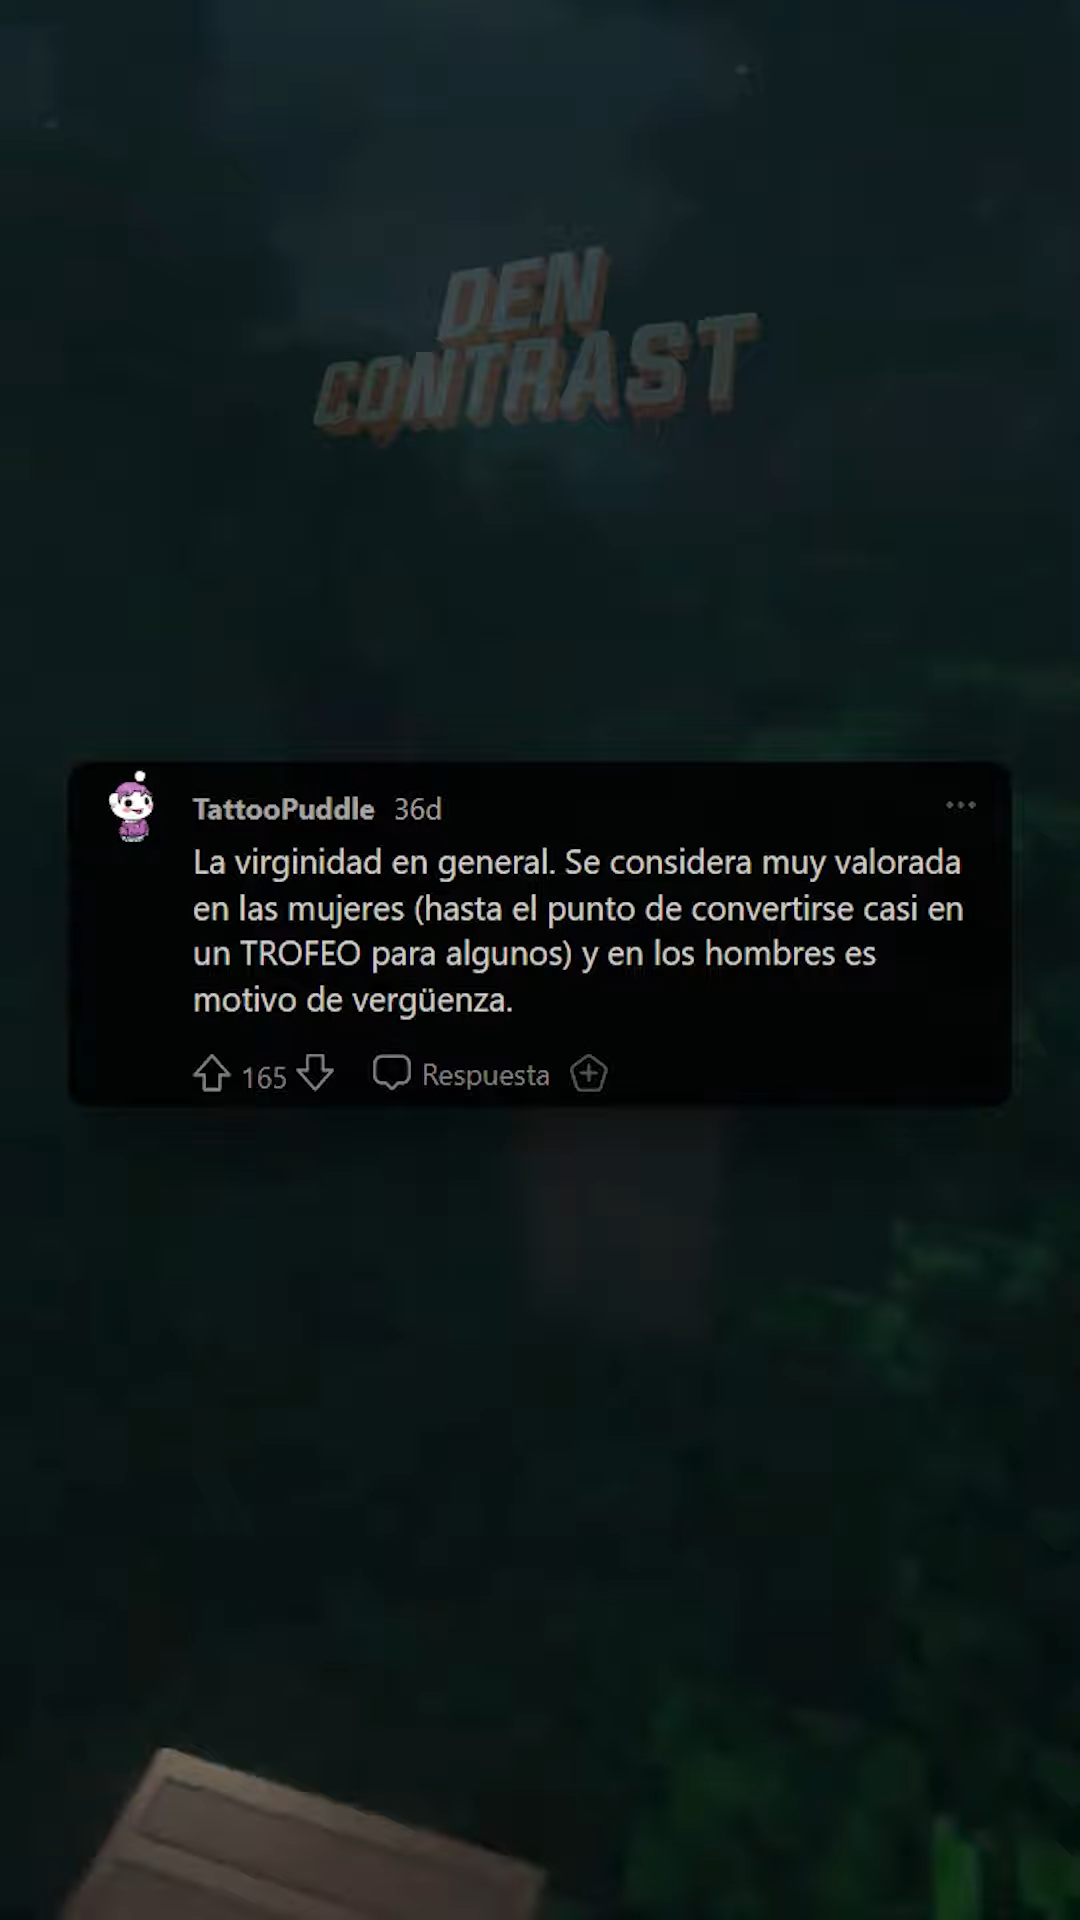 DEN
CONTRAST
TattooPuddle 36d
La virginidad en general. Se considera muy valorada
en las mujeres (hasta el punto de convertirse casi en
un TROFEO para algunos) y en los hombres es
motivo de vergüenza.
165 Respuesta